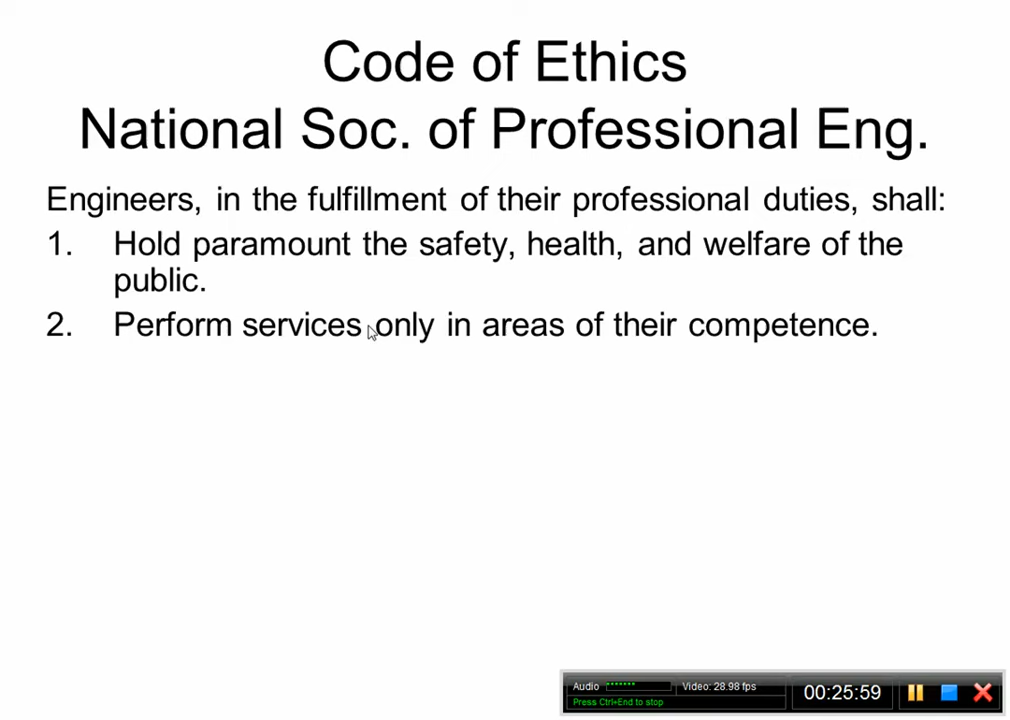 Code of Ethics
National Soc. of Professional Eng.
Engineers, in the fulfillment of their professional duties, shall:
1. Hold paramount the safety, health, and welfare of the
public.
2. Perform services only in areas of their competence.
Audio Video: 28.98 fps 00:25:59
Press Ctrl+End to stop